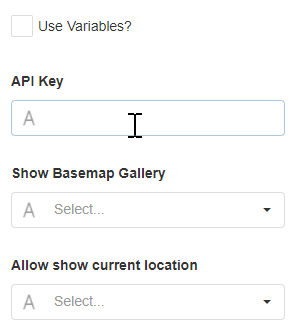 Use Variables?
API Key
A
Show Basemap Gallery
A Select...
Allow show current location
A Select...